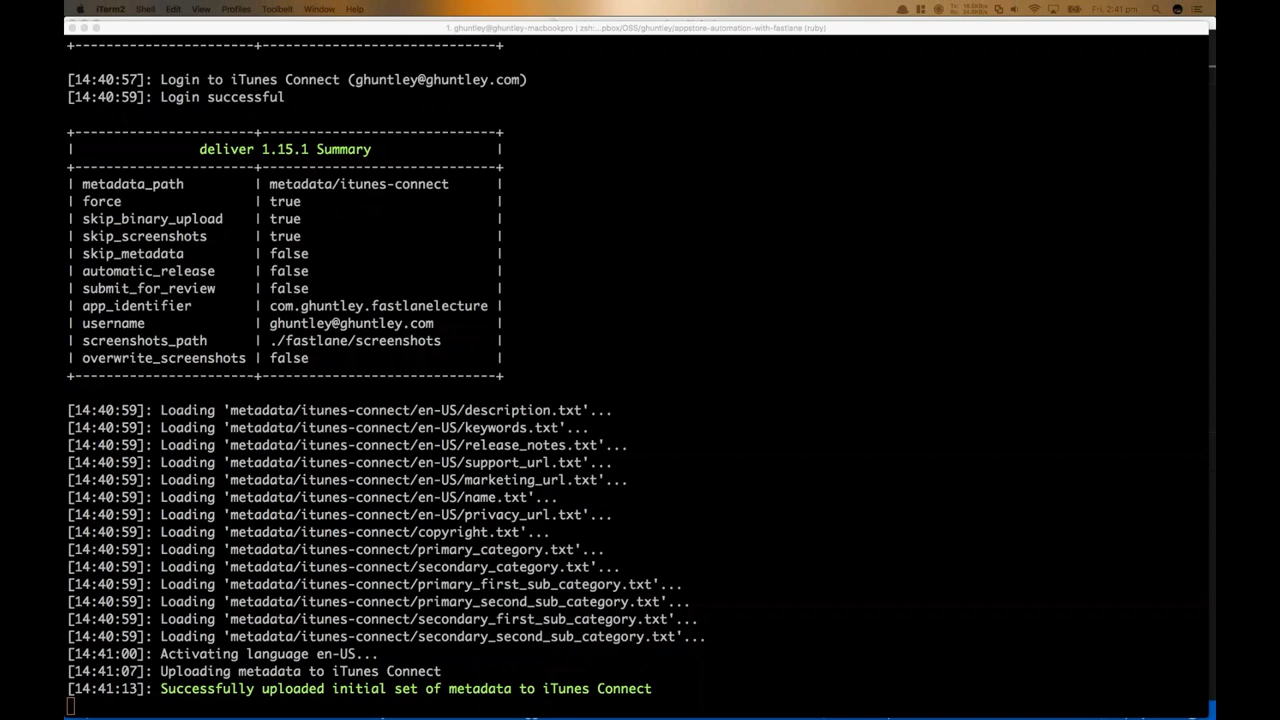 iTerm2 Shell Edit View Profiles Toolbelt Window Help Fri 2:41 pm
1. ghuntley@ghuntley-macbookpro | zsh:...pbox/OSS/ghuntley/appstore-automation-with-fastlane (ruby)
+----------------------+------------------------------+
[14:40:57]: Login to iTunes Connect (ghuntley@ghuntley.com)
[14:40:59]: Login successful
+----------------------+------------------------------+
| deliver 1.15.1 Summary |
+----------------------+------------------------------+
| metadata_path | metadata/itunes-connect |
| force | true |
| skip_binary_upload | true |
| skip_screenshots | true |
| skip_metadata | false |
| automatic_release | false |
| submit_for_review | false |
| app_identifier | com.ghuntley.fastlanelecture |
| username | ghuntley@ghuntley.com |
| screenshots_path | ./fastlane/screenshots |
| overwrite_screenshots | false |
+----------------------+------------------------------+
[14:40:59]: Loading 'metadata/itunes-connect/en-US/description.txt'...
[14:40:59]: Loading 'metadata/itunes-connect/en-US/keywords.txt'...
[14:40:59]: Loading 'metadata/itunes-connect/en-US/release_notes.txt'...
[14:40:59]: Loading 'metadata/itunes-connect/en-US/support_url.txt'...
[14:40:59]: Loading 'metadata/itunes-connect/en-US/marketing_url.txt'...
[14:40:59]: Loading 'metadata/itunes-connect/en-US/name.txt'...
[14:40:59]: Loading 'metadata/itunes-connect/en-US/privacy_url.txt'...
[14:40:59]: Loading 'metadata/itunes-connect/copyright.txt'...
[14:40:59]: Loading 'metadata/itunes-connect/primary_category.txt'...
[14:40:59]: Loading 'metadata/itunes-connect/secondary_category.txt'...
[14:40:59]: Loading 'metadata/itunes-connect/primary_first_sub_category.txt'...
[14:40:59]: Loading 'metadata/itunes-connect/primary_second_sub_category.txt'...
[14:40:59]: Loading 'metadata/itunes-connect/secondary_first_sub_category.txt'...
[14:40:59]: Loading 'metadata/itunes-connect/secondary_second_sub_category.txt'...
[14:41:00]: Activating language en-US...
[14:41:07]: Uploading metadata to iTunes Connect
[14:41:13]: Successfully uploaded initial set of metadata to iTunes Connect